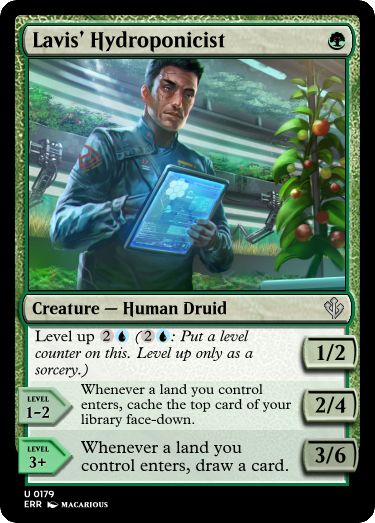 Lavis' Hydroponicist
Creature — Human Druid
Level up 2 (2: Put a level
counter on this. Level up only as a
sorcery.)
1/2
LEVEL
1-2
Whenever a land you control
enters, cache the top card of your
library face-down.
2/4
LEVEL
3+
Whenever a land you
control enters, draw a card.
3/6
U 0179
ERR MACARIOUS